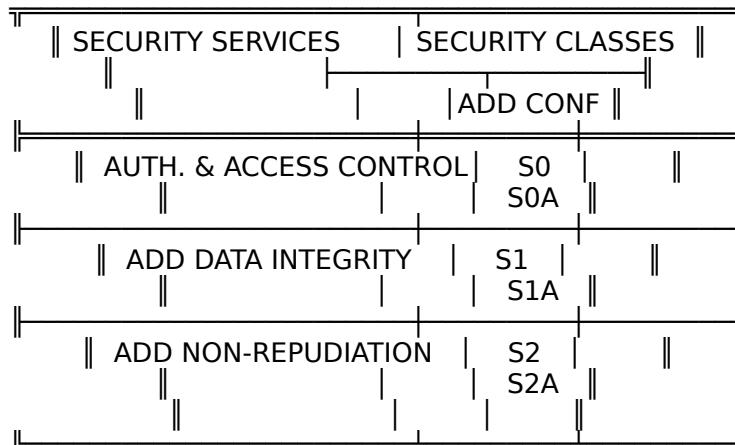 SECURITY SERVICES SECURITY CLASSES
ADD CONF
AUTH. & ACCESS CONTROL S0
S0A
ADD DATA INTEGRITY S1
S1A
ADD NON-REPUDIATION S2
S2A